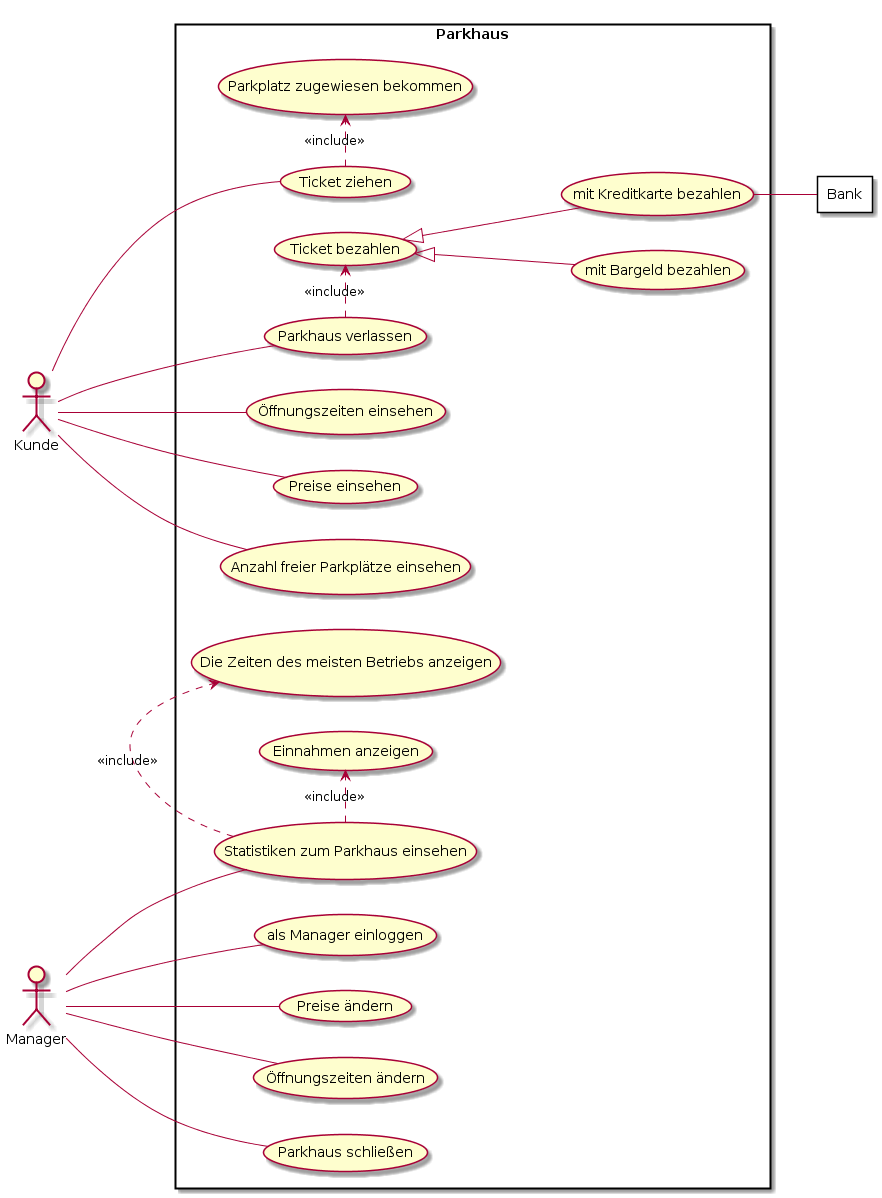 Parkhaus
Parkplatz zugewiesen bekommen
«include»
Ticket ziehen
mit Kreditkarte bezahlen
Bank
Ticket bezahlen
mit Bargeld bezahlen
«include»
Parkhaus verlassen
Öffnungszeiten einsehen
Kunde
Preise einsehen
Anzahl freier Parkplätze einsehen
Die Zeiten des meisten Betriebs anzeigen
Einnahmen anzeigen
«include»
«include»
Statistiken zum Parkhaus einsehen
als Manager einloggen
Preise ändern
Manager
Öffnungszeiten ändern
Parkhaus schließen